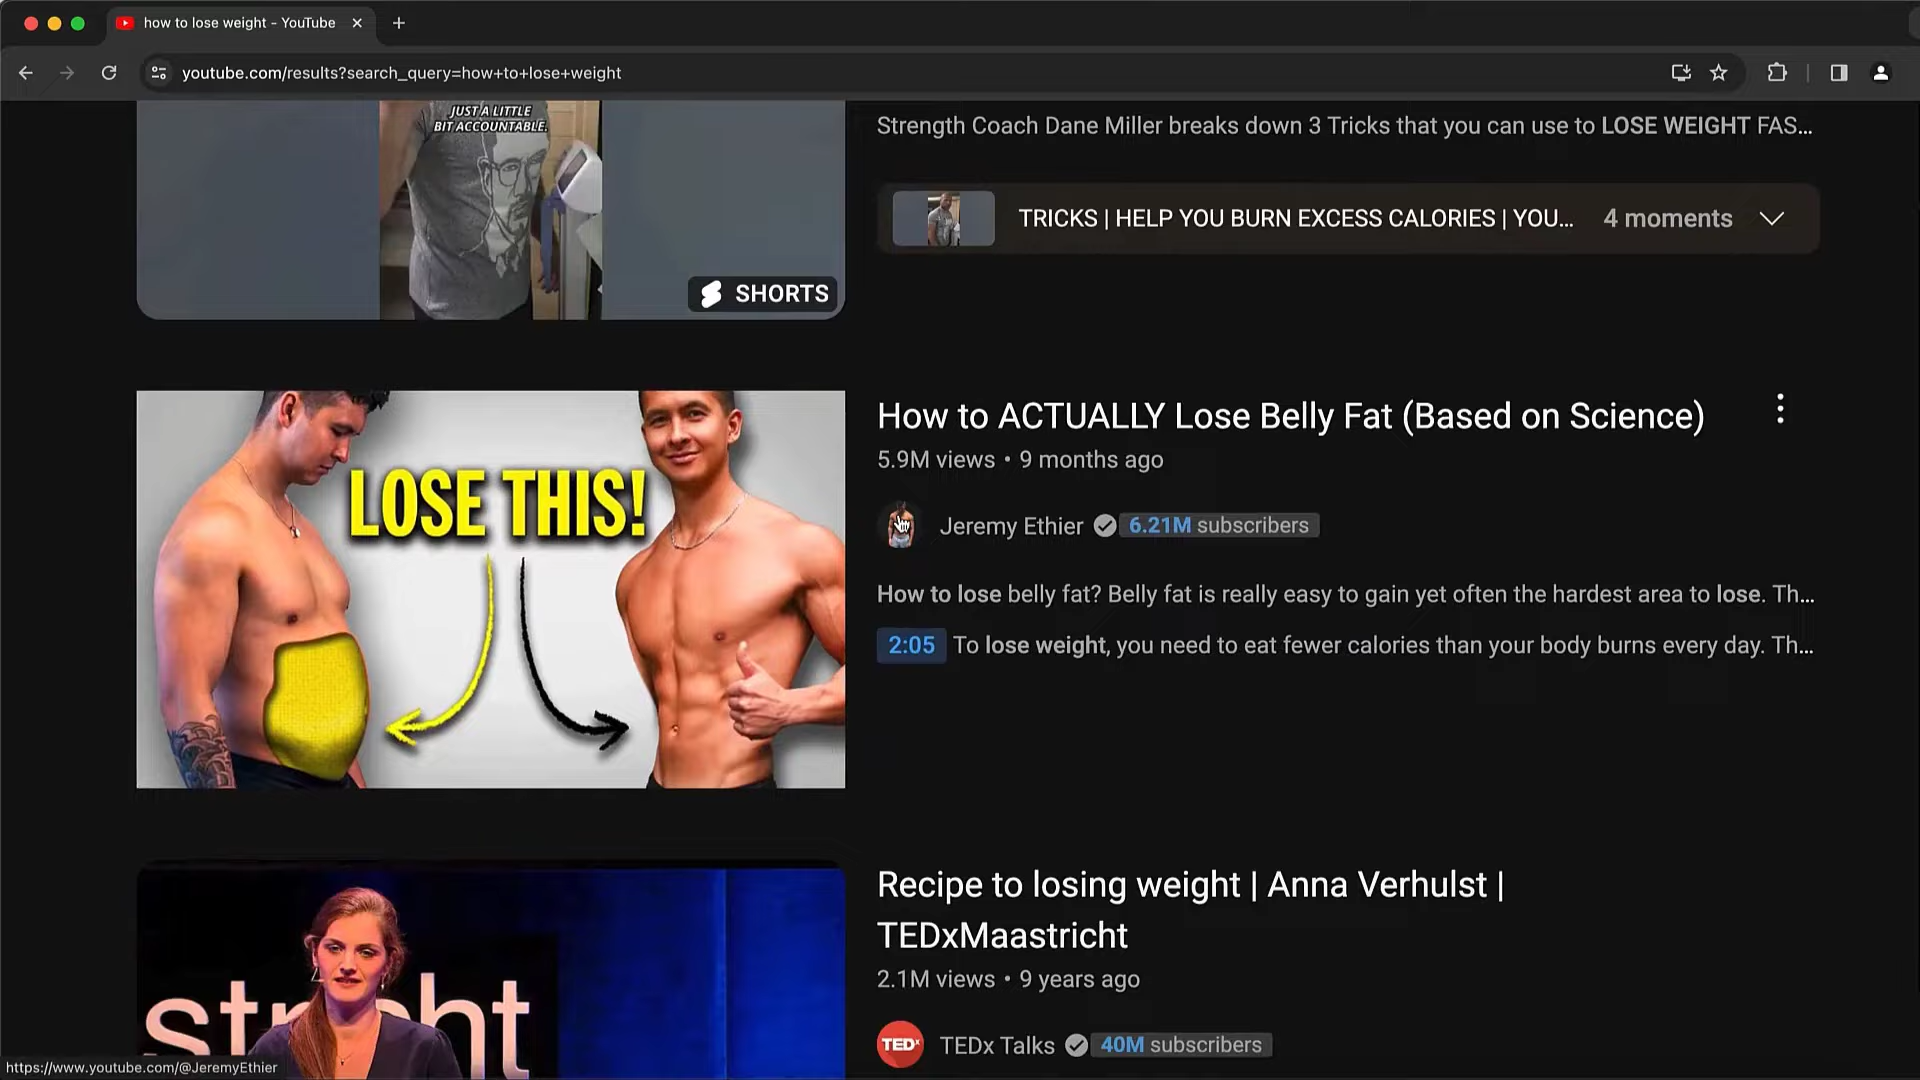 how to lose weight - YouTube
youtube.com/results?search_query=how+to+lose+weight
JUST A LITTLE
BIT ACCOUNTABLE.
SHORTS
Strength Coach Dane Miller breaks down 3 Tricks that you can use to LOSE WEIGHT FAS...
TRICKS | HELP YOU BURN EXCESS CALORIES | YOU...
4 moments
LOSE THIS!
How to ACTUALLY Lose Belly Fat (Based on Science)
5.9M views • 9 months ago
Jeremy Ethier 6.21M subscribers
How to lose belly fat? Belly fat is really easy to gain yet often the hardest area to lose. Th...
2:05 To lose weight, you need to eat fewer calories than your body burns every day. Th...
Recipe to losing weight | Anna Verhulst |
TEDxMaastricht
2.1M views • 9 years ago
TEDx
TEDx Talks 40M subscribers
https://www.youtube.com/@JeremyEthier